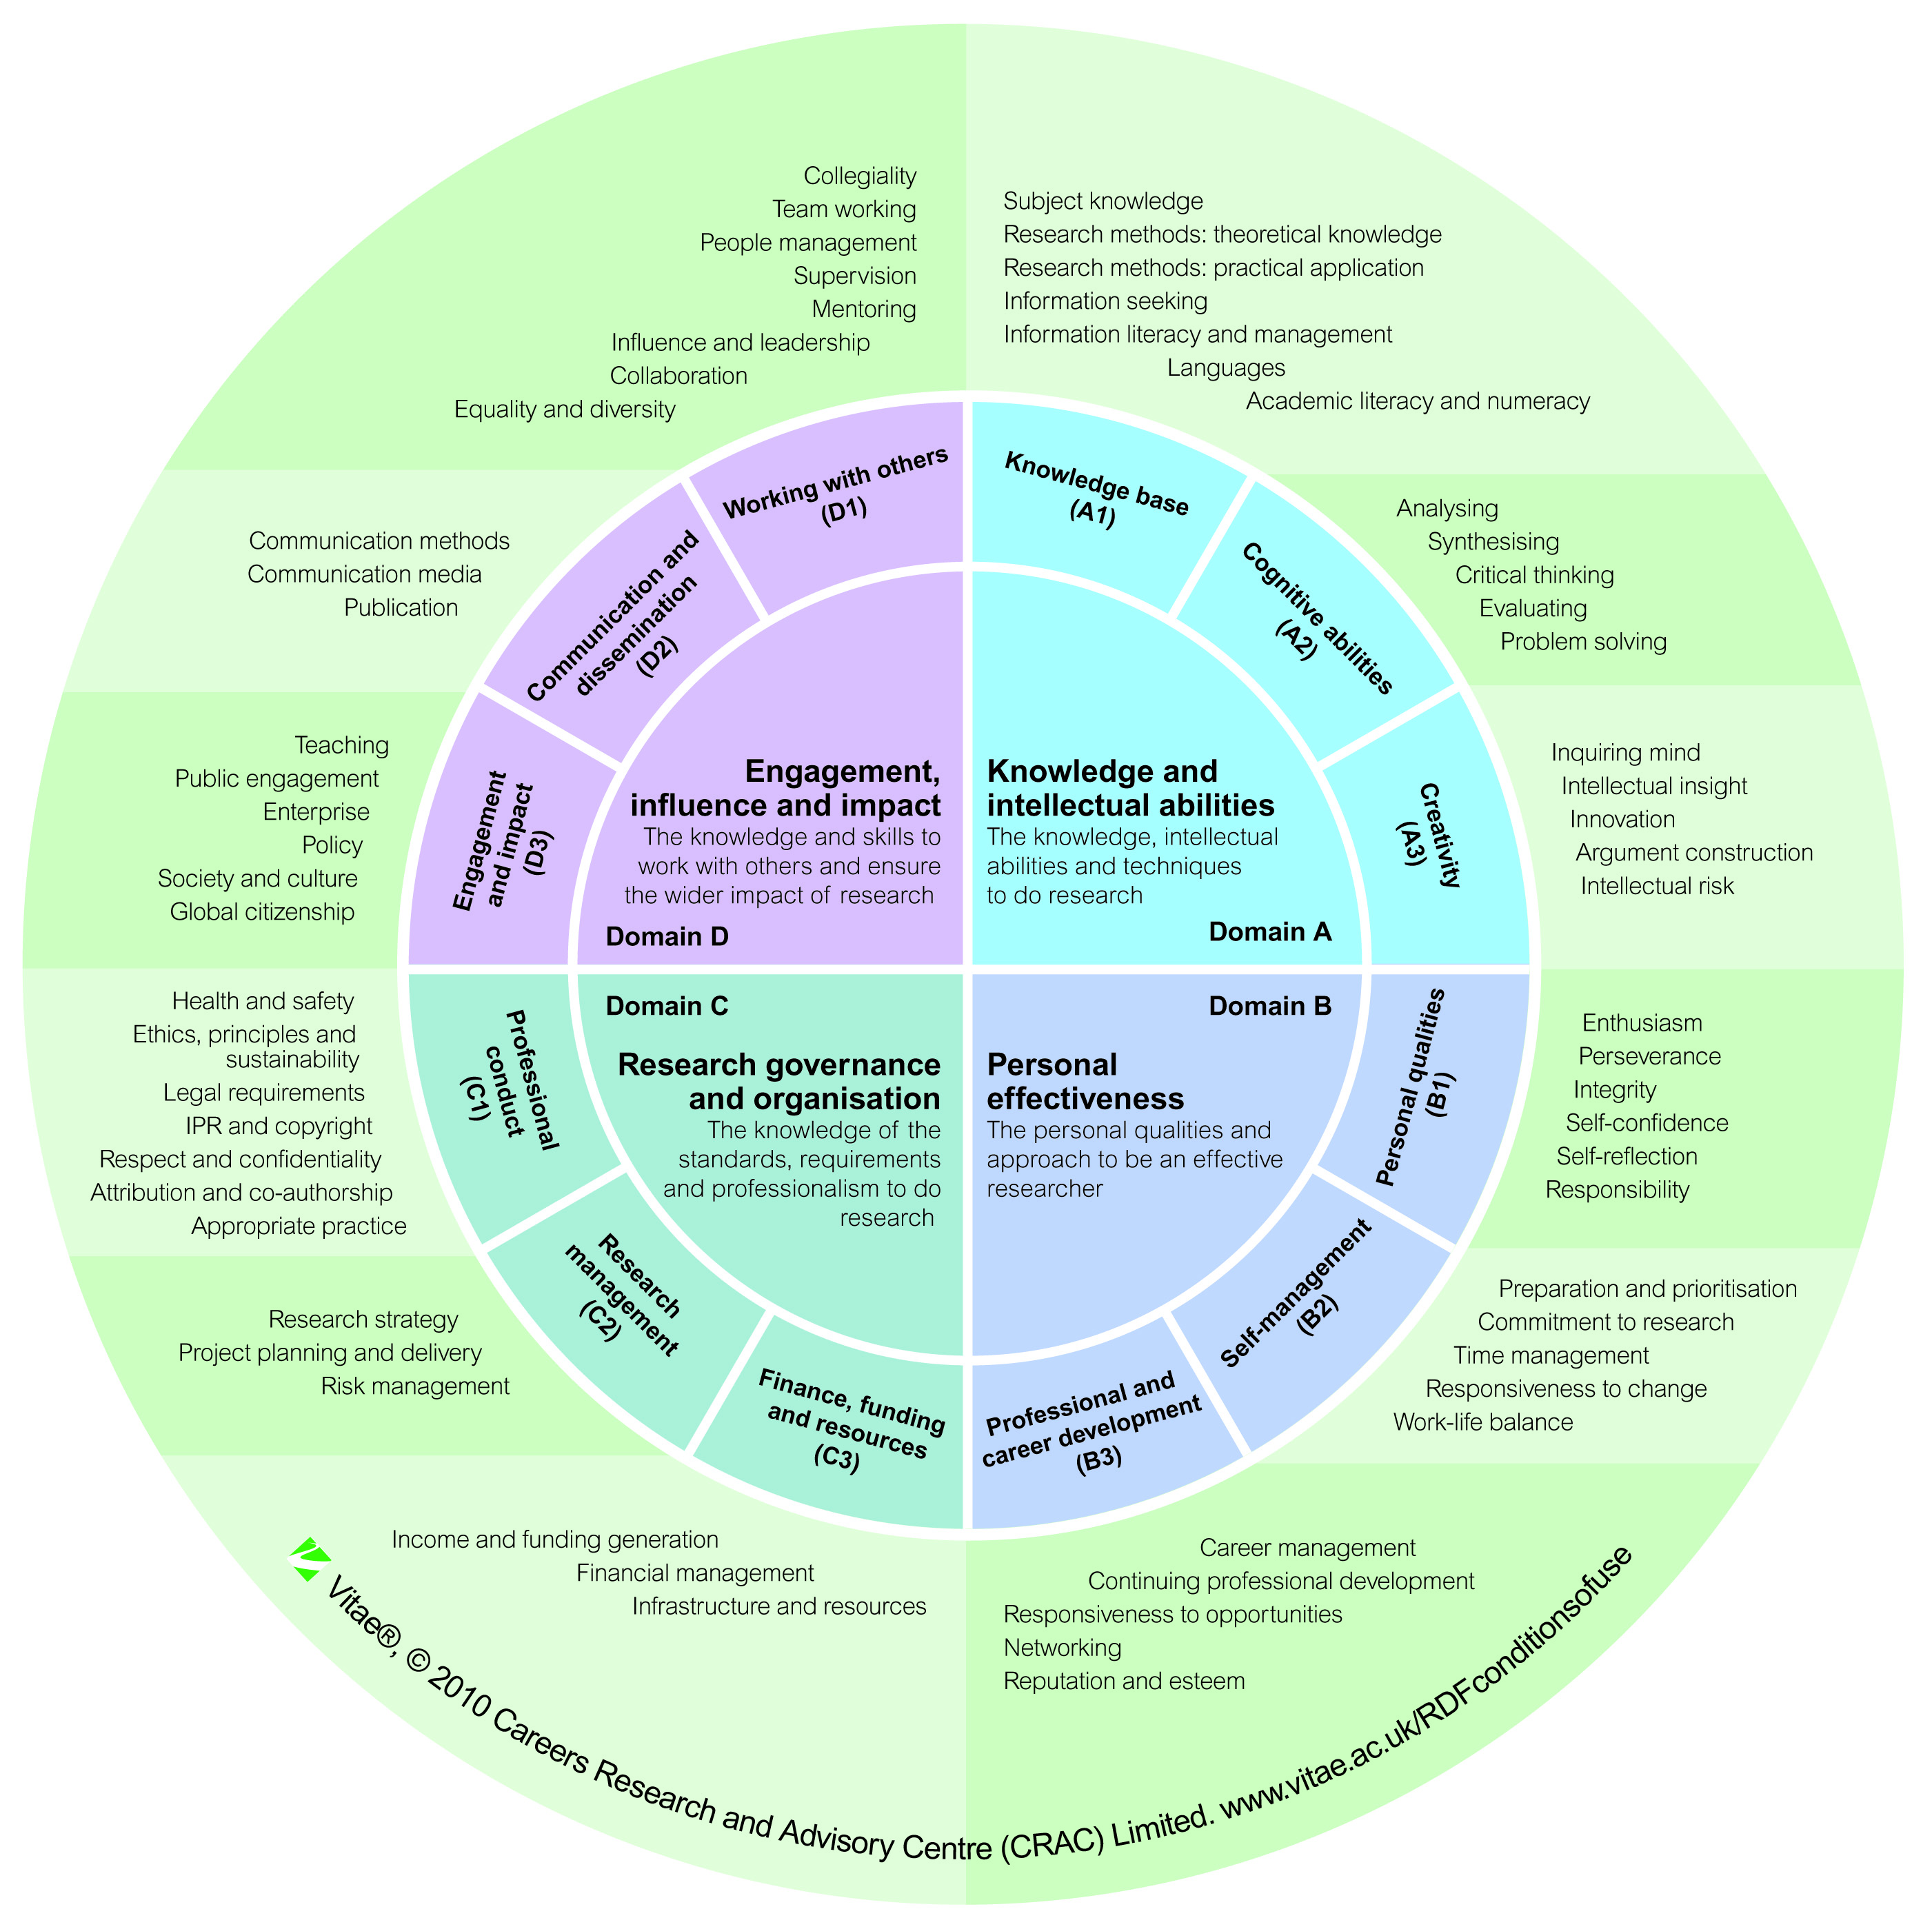 Collegiality
Team working
People management
Supervision
Mentoring
Influence and leadership
Collaboration
Equality and diversity
Subject knowledge
Research methods: theoretical knowledge
Research methods: practical application
Information seeking
Information literacy and management
Languages
Academic literacy and numeracy
Working with others
(D1)
Knowledge base
(A1)
Communication methods
Communication media
Publication
Communication and
dissemination
(D2)
Cognitive abilities
(A2)
Analysing
Synthesising
Critical thinking
Evaluating
Problem solving
Teaching
Public engagement
Enterprise
Policy
Society and culture
Global citizenship
Engagement
and impact
(D3)
Engagement,
influence and impact
The knowledge and skills to
work with others and ensure
the wider impact of research
Domain D
Knowledge and
intellectual abilities
The knowledge, intellectual
abilities and techniques
to do research
Domain A
Creativity
(A3)
Inquiring mind
Intellectual insight
Innovation
Argument construction
Intellectual risk
Health and safety
Ethics, principles and
sustainability
Legal requirements
IPR and copyright
Respect and confidentiality
Attribution and co-authorship
Appropriate practice
Professional
conduct
(C1)
Domain C
Research governance
and organisation
The knowledge of the
standards, requirements
and professionalism to do
research
Domain B
Personal
effectiveness
The personal qualities and
approach to be an effective
researcher
Personal qualities
(B1)
Enthusiasm
Perseverance
Integrity
Self-confidence
Self-reflection
Responsibility
Research strategy
Project planning and delivery
Risk management
Research
management
(C2)
Self-management
(B2)
Preparation and prioritisation
Commitment to research
Time management
Responsiveness to change
Work-life balance
Finance, funding
and resources
(C3)
Professional and
career development
(B3)
Income and funding generation
Financial management
Infrastructure and resources
Career management
Continuing professional development
Responsiveness to opportunities
Networking
Reputation and esteem
Vitae®, © 2010 Careers Research and Advisory Centre (CRAC) Limited. www.vitae.ac.uk/RDFconditionsofuse